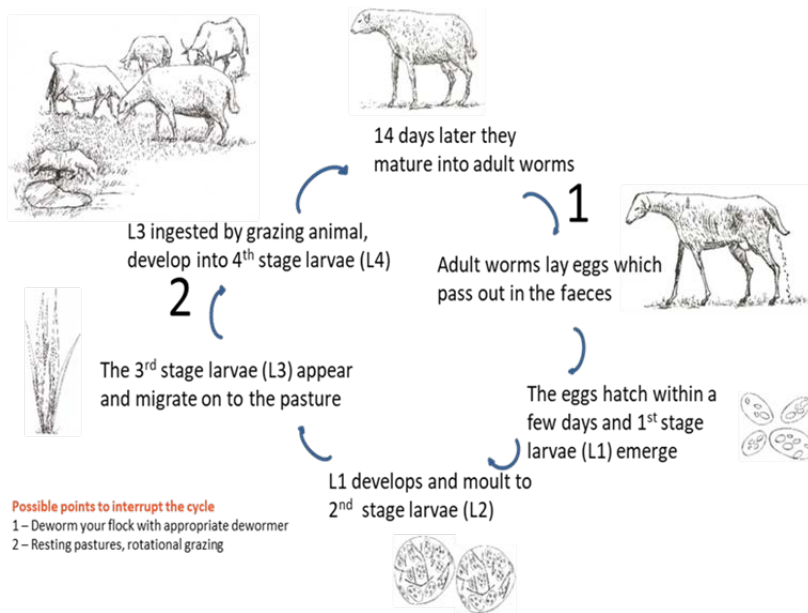 14 days later they
mature into adult worms
1
Adult worms lay eggs which
pass out in the faeces
The eggs hatch within a
few days and 1st stage
larvae (L1) emerge
L1 develops and moult to
2nd stage larvae (L2)
The 3rd stage larvae (L3) appear
and migrate on to the pasture
2
L3 ingested by grazing animal,
develop into 4th stage larvae (L4)
Possible points to interrupt the cycle
1 – Deworm your flock with appropriate dewormer
2 – Resting pastures, rotational grazing